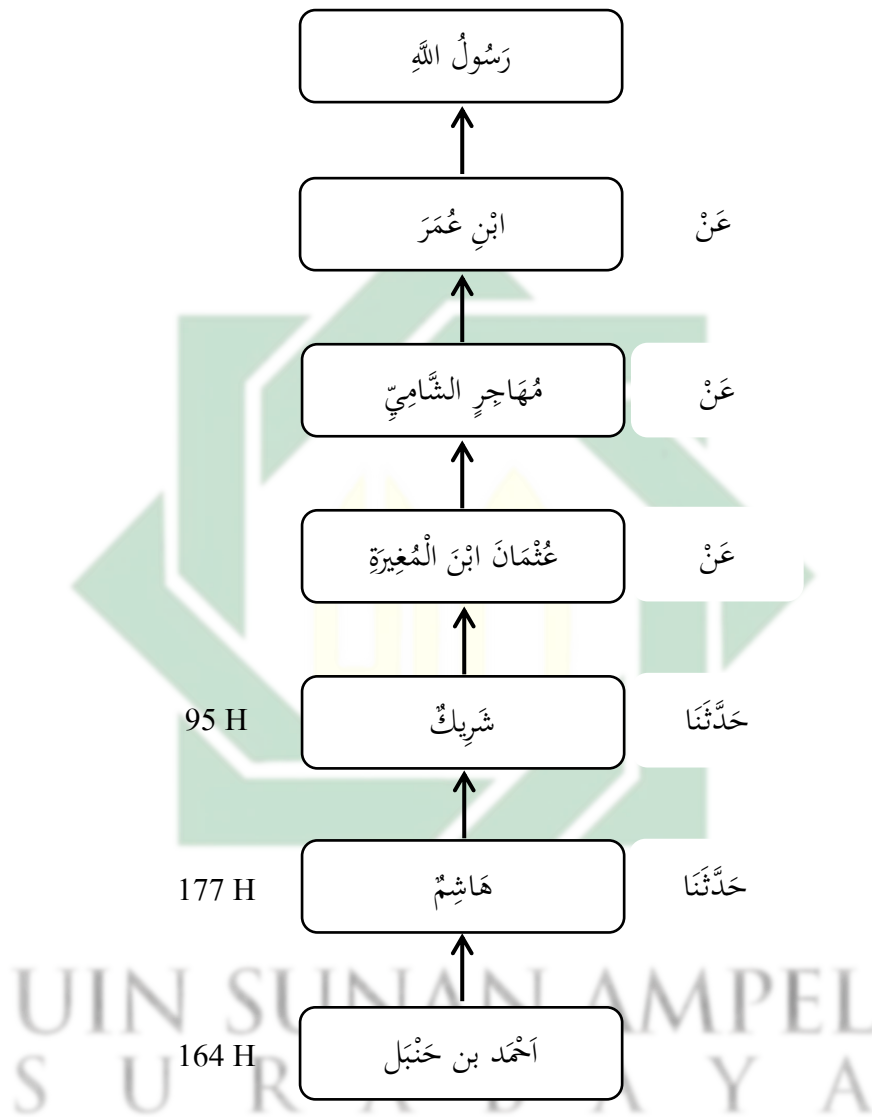 رَسُولُ اللَّهِ
عَنْ ابْنِ عُمَرَ
عَنْ مُهَاجِرٍ الشَّامِيِّ
عَنْ عُثْمَانَ ابْنَ الْمُغِيرَةِ
حَدَّثَنَا شَرِيكٌ 95 H
حَدَّثَنَا هَاشِمٌ 177 H
اَحْمَد بن حَنْبَل 164 H
UIN SUNAN AMPEL
SURABAYA